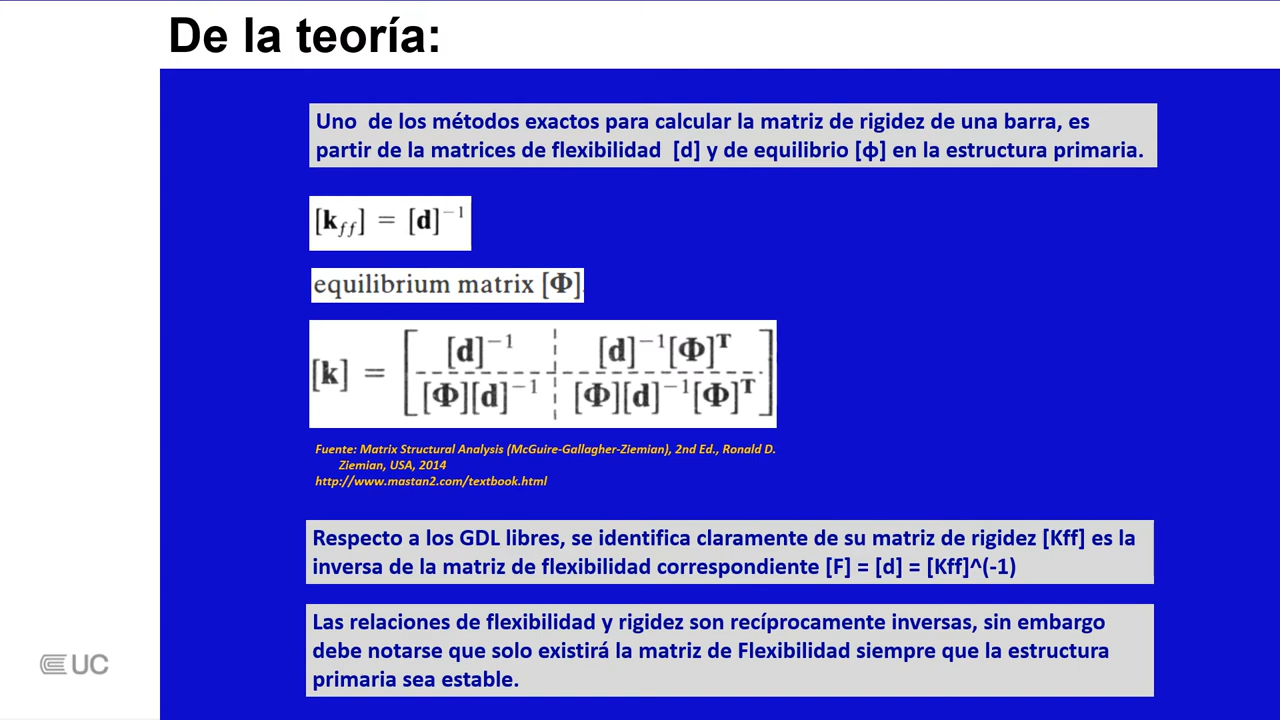 De la teoría:
Uno de los métodos exactos para calcular la matriz de rigidez de una barra, es
partir de la matrices de flexibilidad [d] y de equilibrio [ф] en la estructura primaria.
[k_ff] = [d]^-1
equilibrium matrix [Φ]
[k] = [ [d]^-1 | [d]^-1[Φ]^T ]
[ [Φ][d]^-1 | [Φ][d]^-1[Φ]^T ]
Fuente: Matrix Structural Analysis (McGuire-Gallagher-Ziemian), 2nd Ed., Ronald D.
Ziemian, USA, 2014
http://www.mastan2.com/textbook.html
Respecto a los GDL libres, se identifica claramente de su matriz de rigidez [Kff] es la
inversa de la matriz de flexibilidad correspondiente [F] = [d] = [Kff]^(-1)
Las relaciones de flexibilidad y rigidez son recíprocamente inversas, sin embargo
debe notarse que solo existirá la matriz de Flexibilidad siempre que la estructura
primaria sea estable.
UC